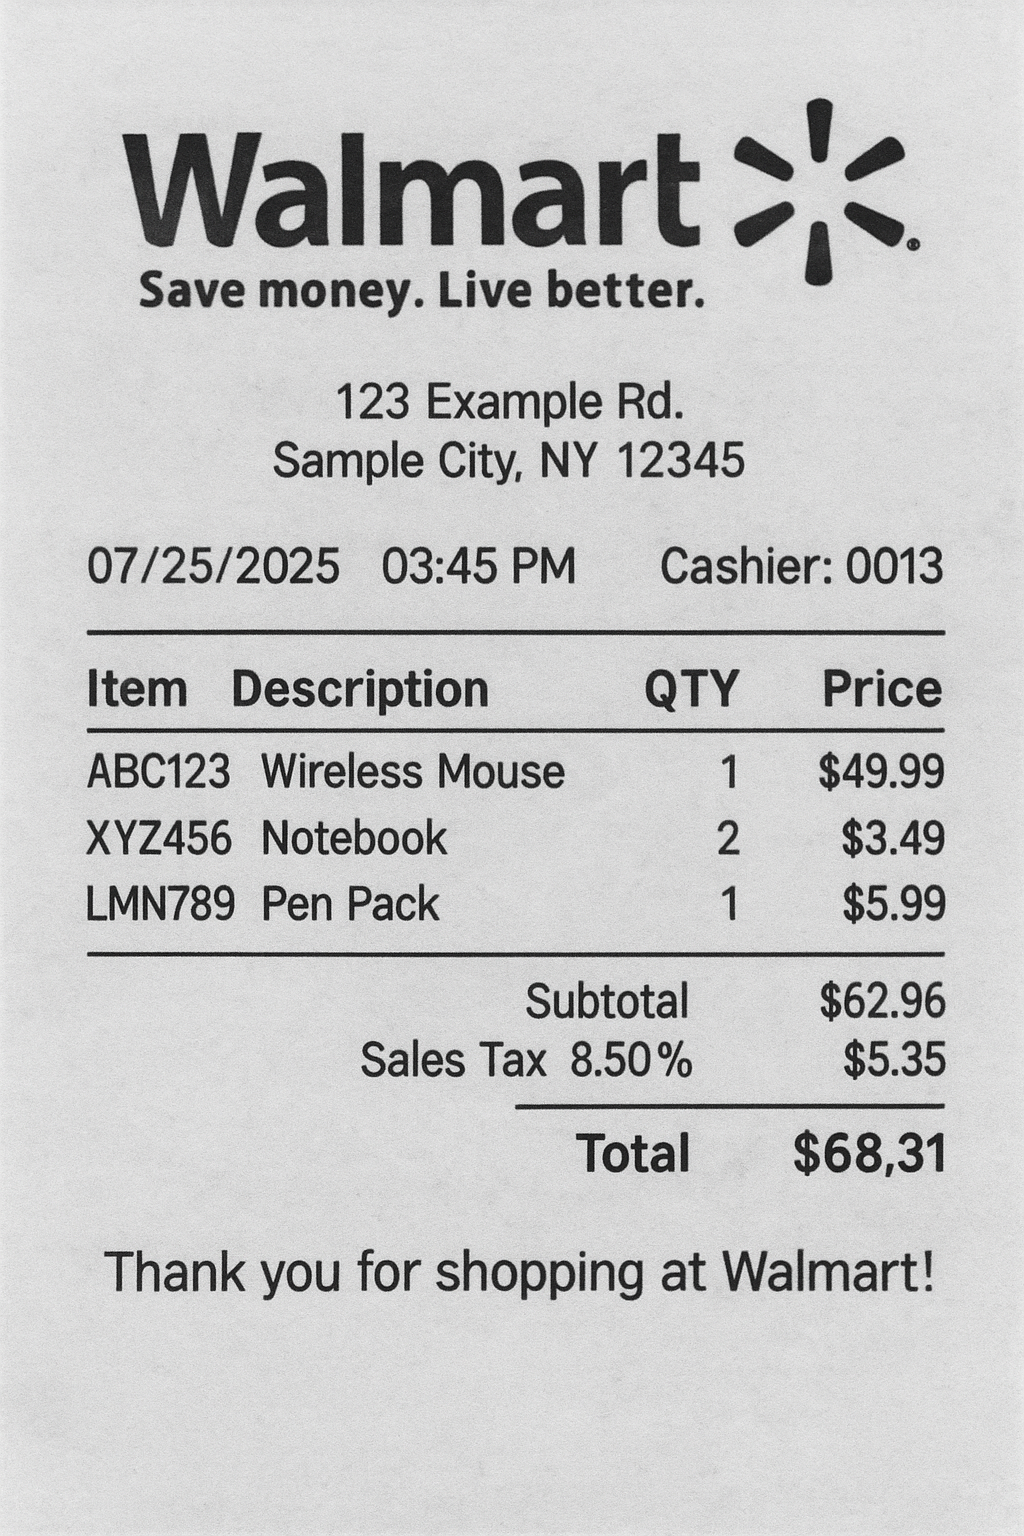 Walmart
Save money. Live better.
123 Example Rd.
Sample City, NY 12345
07/25/2025 03:45 PM Cashier: 0013
Item Description QTY Price
ABC123 Wireless Mouse 1 $49.99
XYZ456 Notebook 2 $3.49
LMN789 Pen Pack 1 $5.99
Subtotal $62.96
Sales Tax 8.50% $5.35
Total $68,31
Thank you for shopping at Walmart!